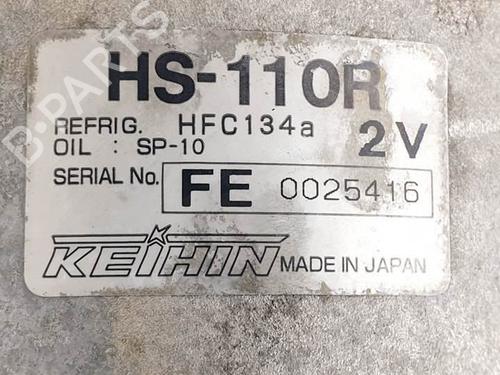 HS-110R
REFRIG. HFC134a 2V
OIL : SP-10
SERIAL No. FE 0025416
KEIHIN MADE IN JAPAN
B-PARTS